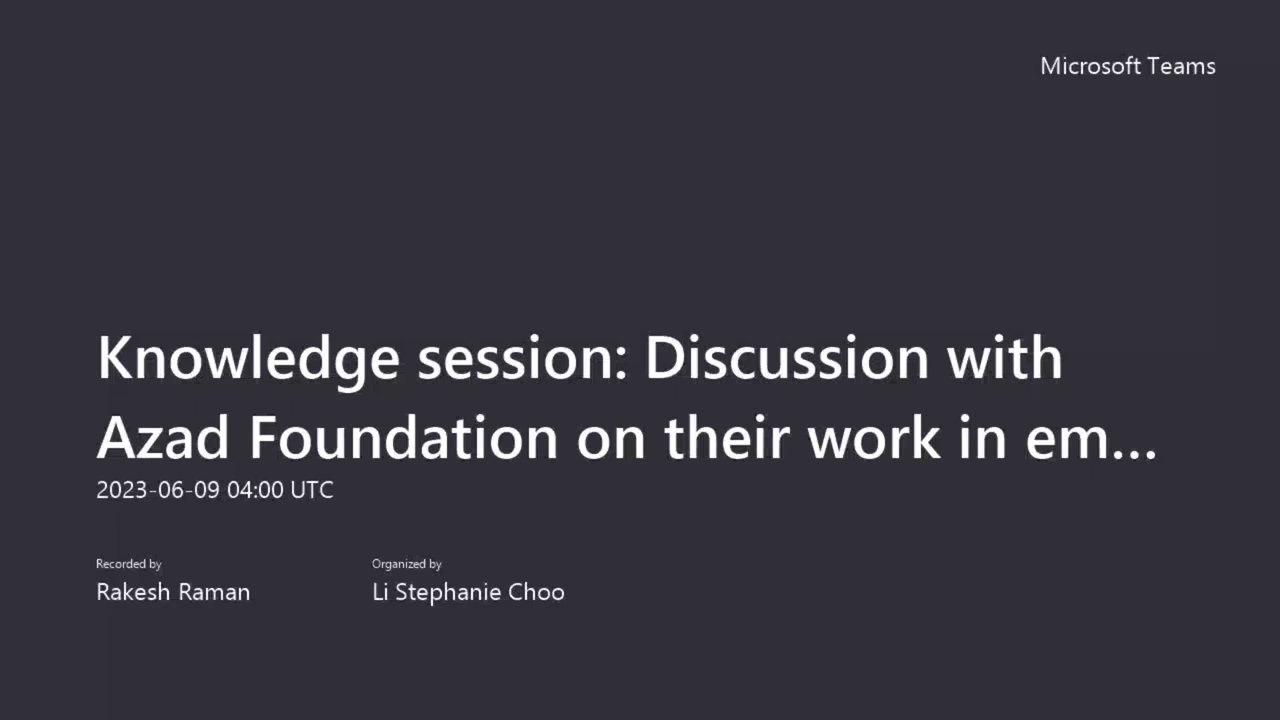 Microsoft Teams
Knowledge session: Discussion with
Azad Foundation on their work in em...
2023-06-09 04:00 UTC
Recorded by
Organized by
Rakesh Raman
Li Stephanie Choo